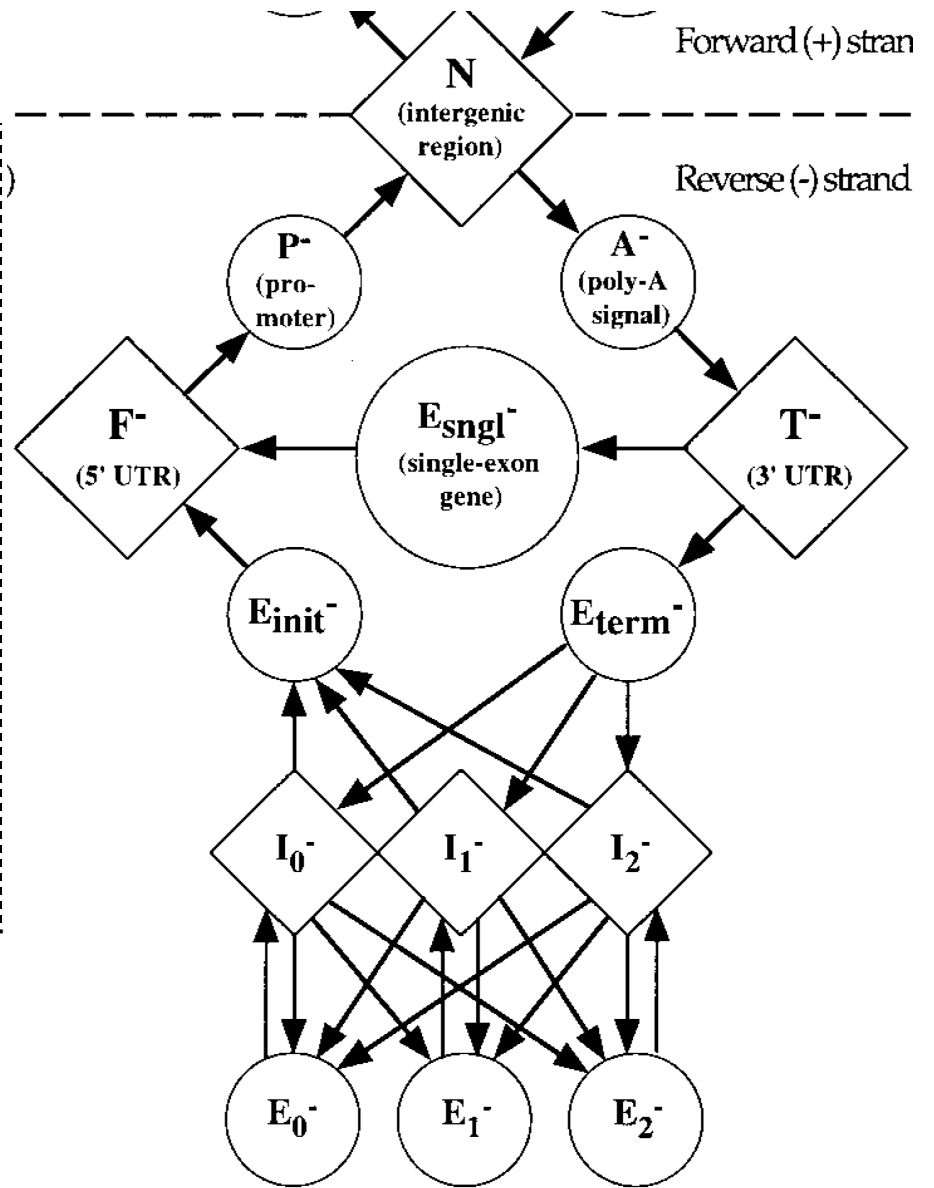 Forward (+) stran
N
(intergenic
region)
)
Reverse (-) strand
P-
(pro-
moter)
A-
(poly-A
signal)
F-
(5' UTR)
Esngl-
(single-exon
gene)
T-
(3' UTR)
Einit-
Eterm-
I0-
I1-
I2-
E0-
E1-
E2-